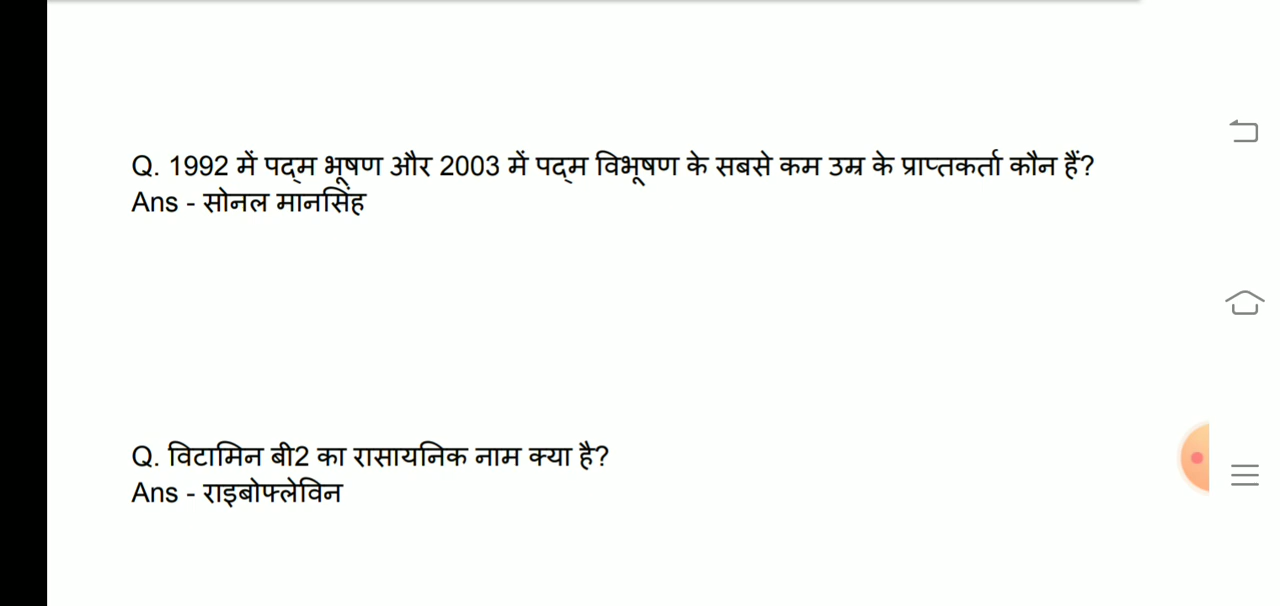 Q. 1992 में पद्म भूषण और 2003 में पद्म विभूषण के सबसे कम उम्र के प्राप्तकर्ता कौन हैं?
Ans - सोनल मानसिंह
Q. विटामिन बी2 का रासायनिक नाम क्या है?
Ans - राइबोफ्लेविन